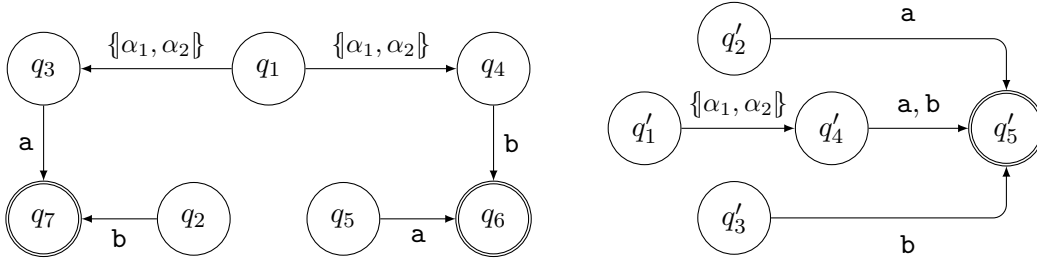 {[α₁, α₂]} {[α₁, α₂]}
q₃ q₁ q₄
a b
q₇ q₂ q₅ q₆
b a
a
q′₂
{[α₁, α₂]} a, b
q′₁ q′₄ q′₅
q′₃
b